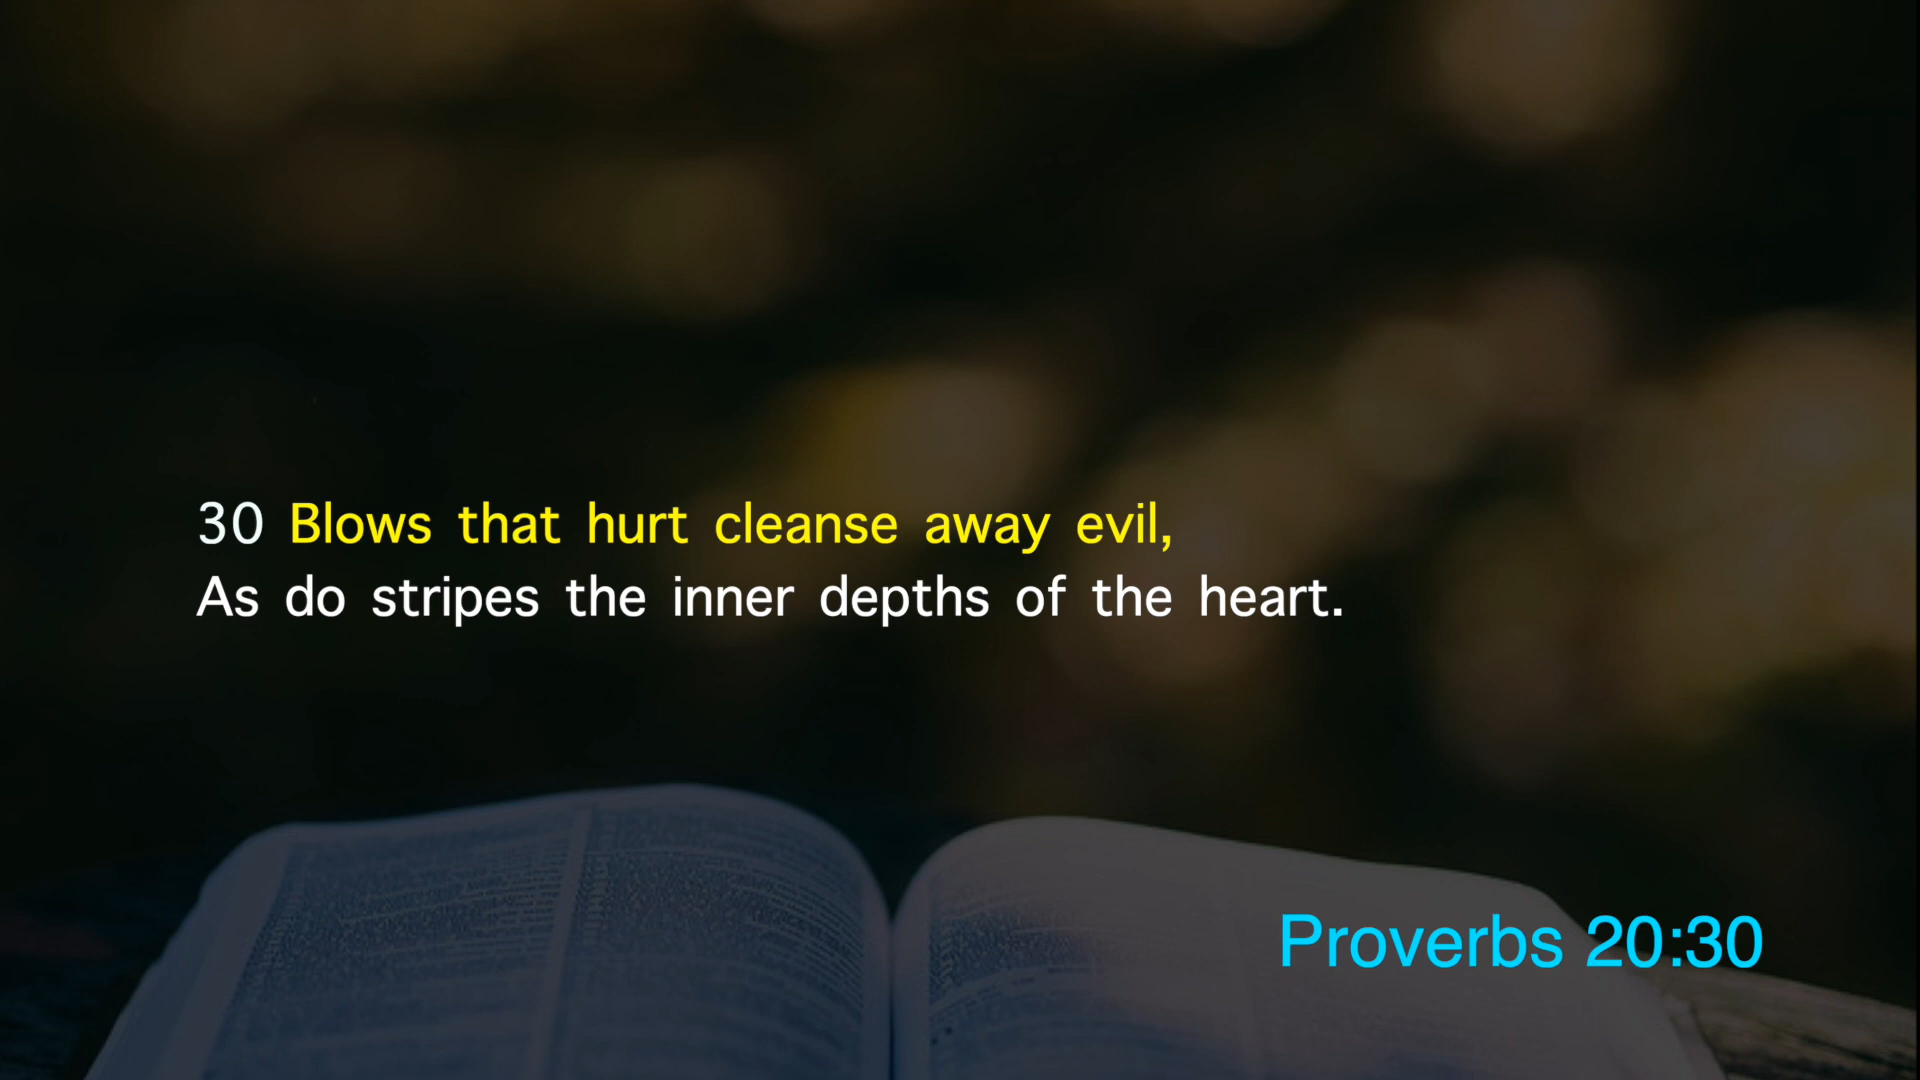 30 Blows that hurt cleanse away evil,
As do stripes the inner depths of the heart.
Proverbs 20:30